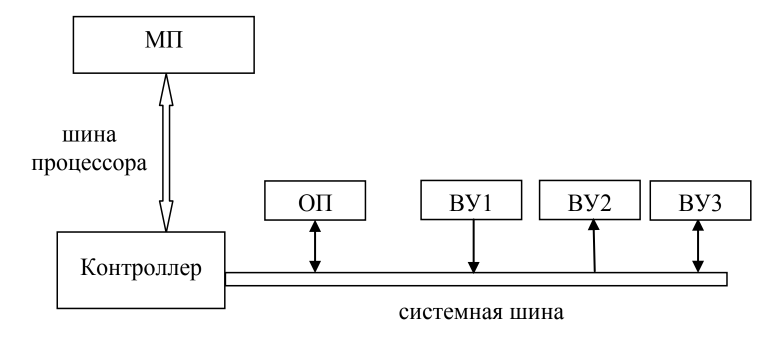 МП
шина
процессора
ОП
ВУ1
ВУ2
ВУ3
Контроллер
системная шина